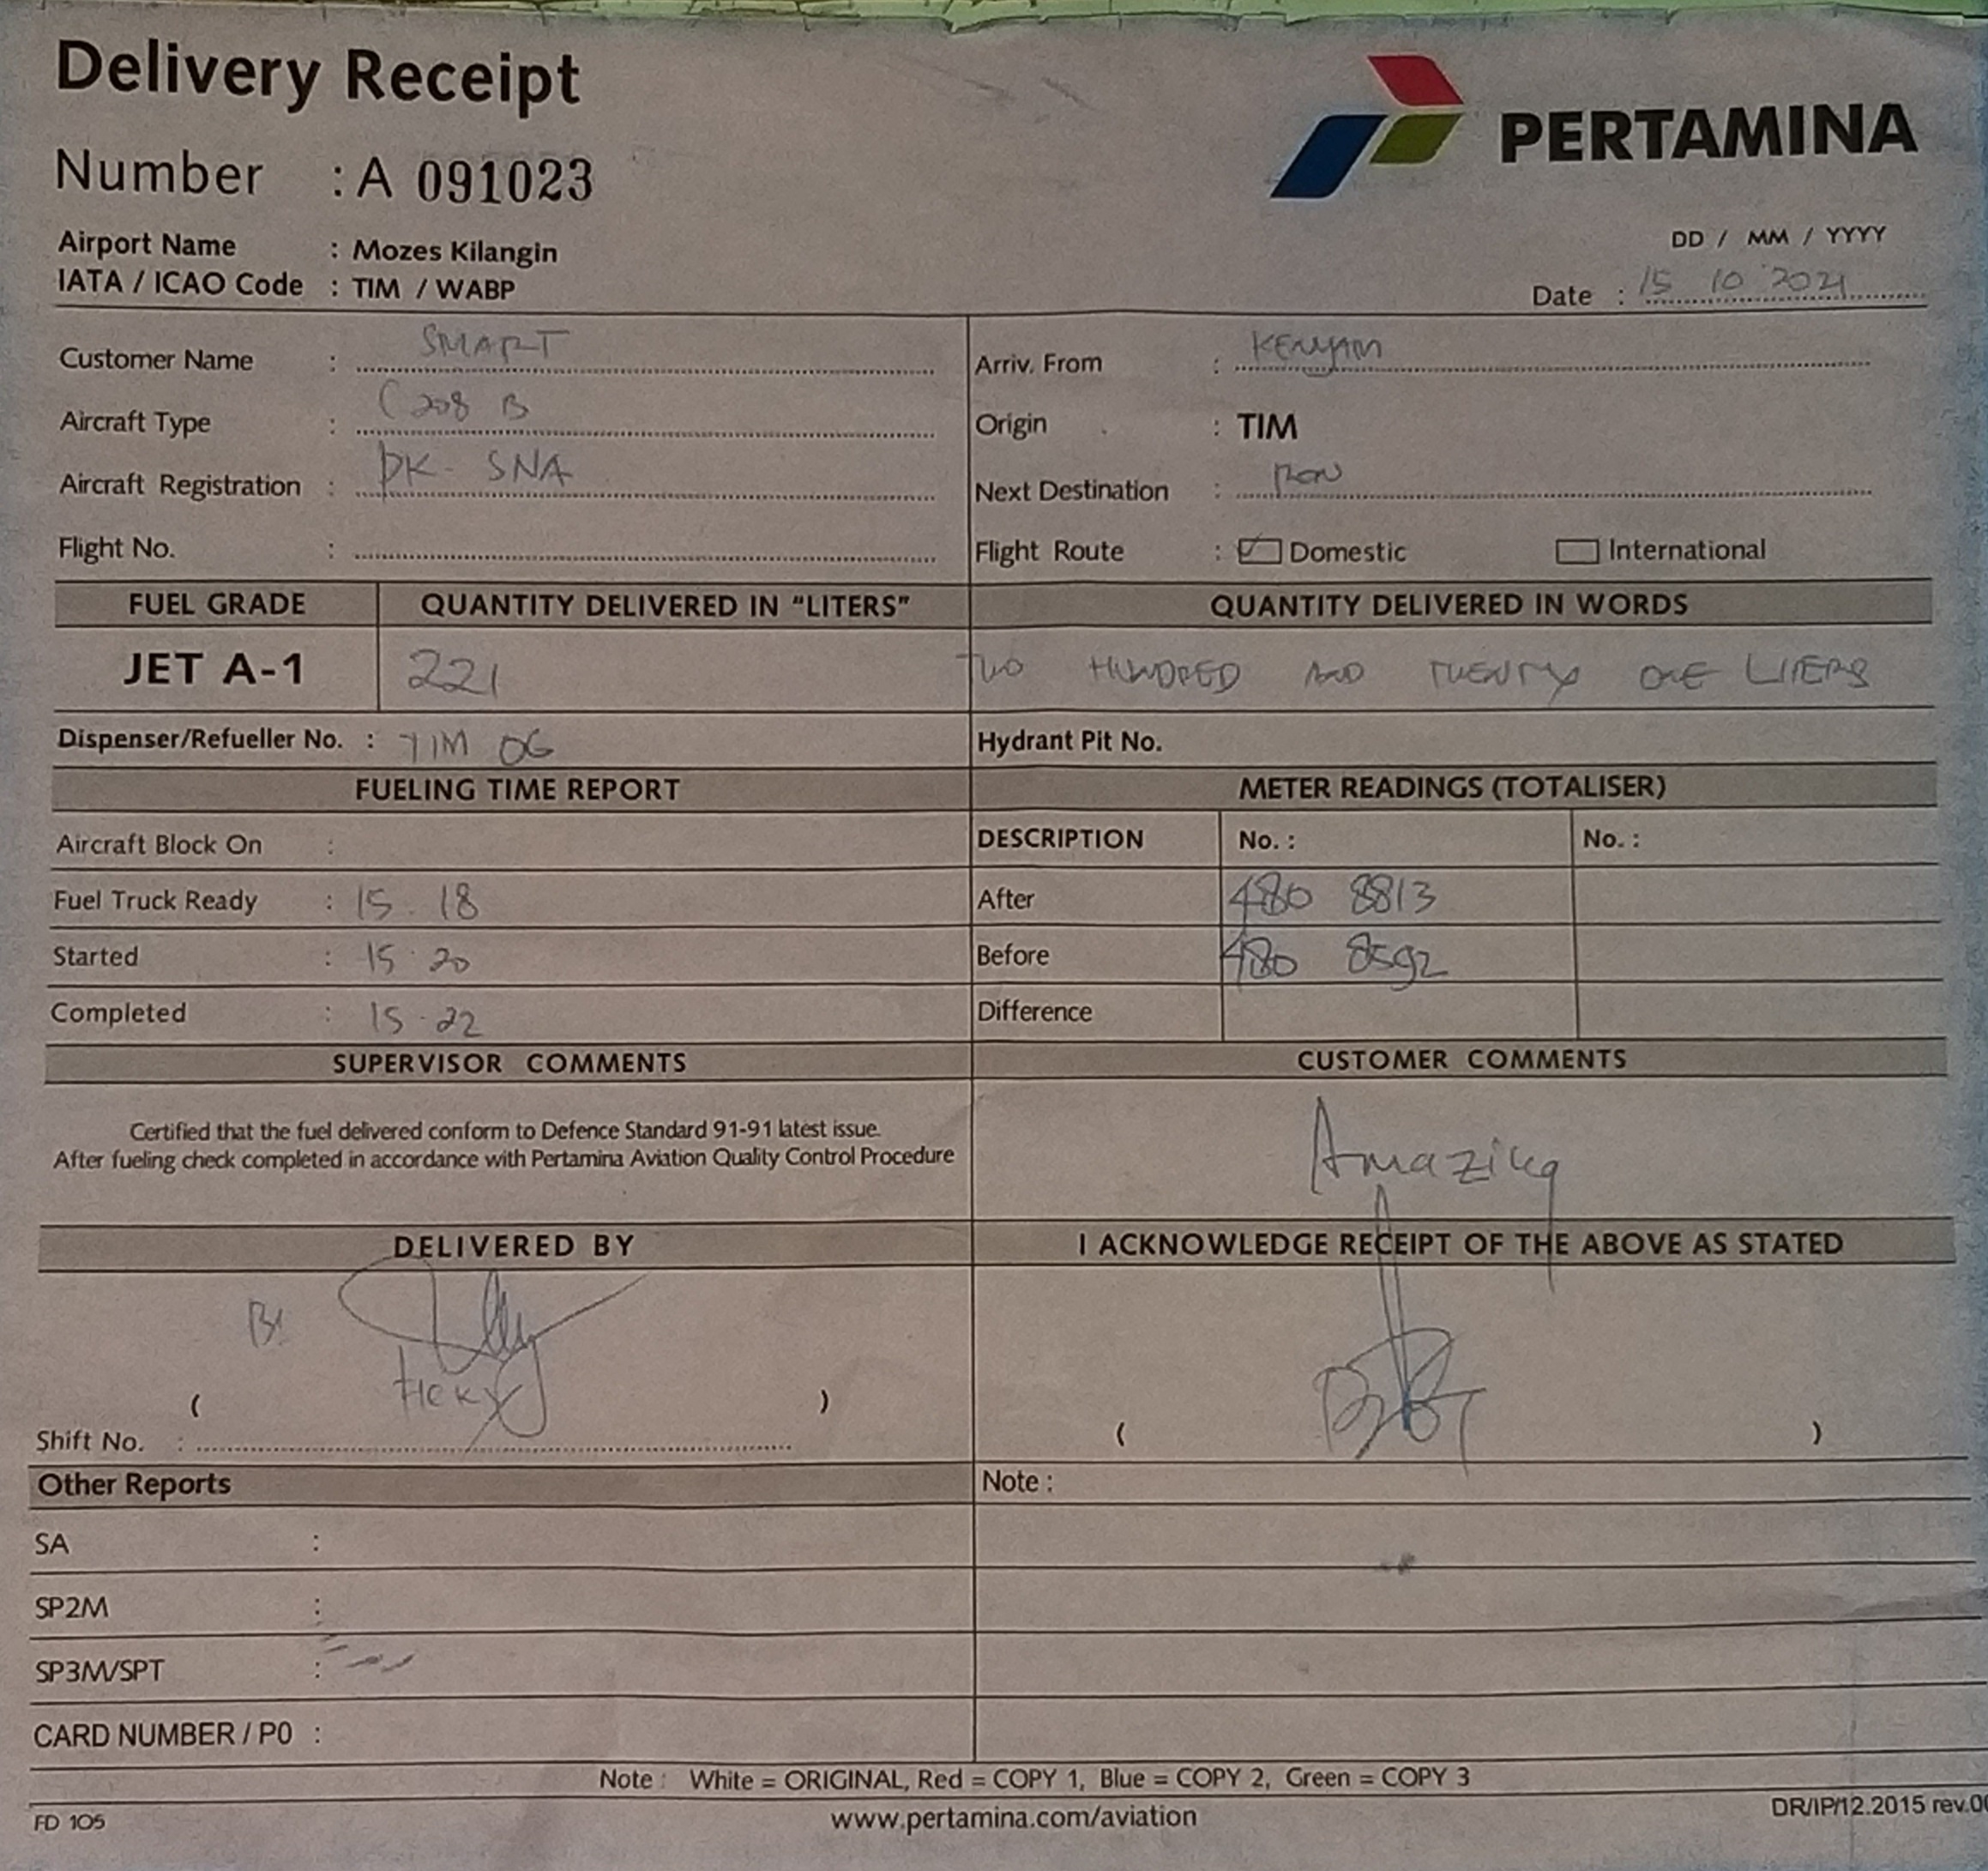 Delivery Receipt
PERTAMINA
Number : A 091023
Airport Name : Mozes Kilangin
IATA / ICAO Code : TIM / WABP
DD / MM / YYYY
Date : 15 10 2021
Customer Name : SMART
Arriv. From : KENYAM
Aircraft Type : C 208 B
Origin : TIM
Aircraft Registration : PK- SNA
Next Destination : RON
Flight No. :
Flight Route : Domestic International
FUEL GRADE QUANTITY DELIVERED IN "LITERS" QUANTITY DELIVERED IN WORDS
JET A-1 221 TWO HUNDRED AND TWENTY ONE LITERS
Dispenser/Refueller No. : TIM 06 Hydrant Pit No.
FUELING TIME REPORT METER READINGS (TOTALISER)
Aircraft Block On : DESCRIPTION No. : No. :
Fuel Truck Ready : 15.18 After 480 8813
Started : 15.20 Before 480 8592
Completed : 15.22 Difference
SUPERVISOR COMMENTS CUSTOMER COMMENTS
Certified that the fuel delivered conform to Defence Standard 91-91 latest issue.
After fueling check completed in accordance with Pertamina Aviation Quality Control Procedure
Amazing
DELIVERED BY I ACKNOWLEDGE RECEIPT OF THE ABOVE AS STATED
( )
( )
Shift No. :
Other Reports Note :
SA :
SP2M :
SP3M/SPT :
CARD NUMBER / P0 :
Note : White = ORIGINAL, Red = COPY 1, Blue = COPY 2, Green = COPY 3
FD 105 www.pertamina.com/aviation DR/IP/12.2015 rev.00